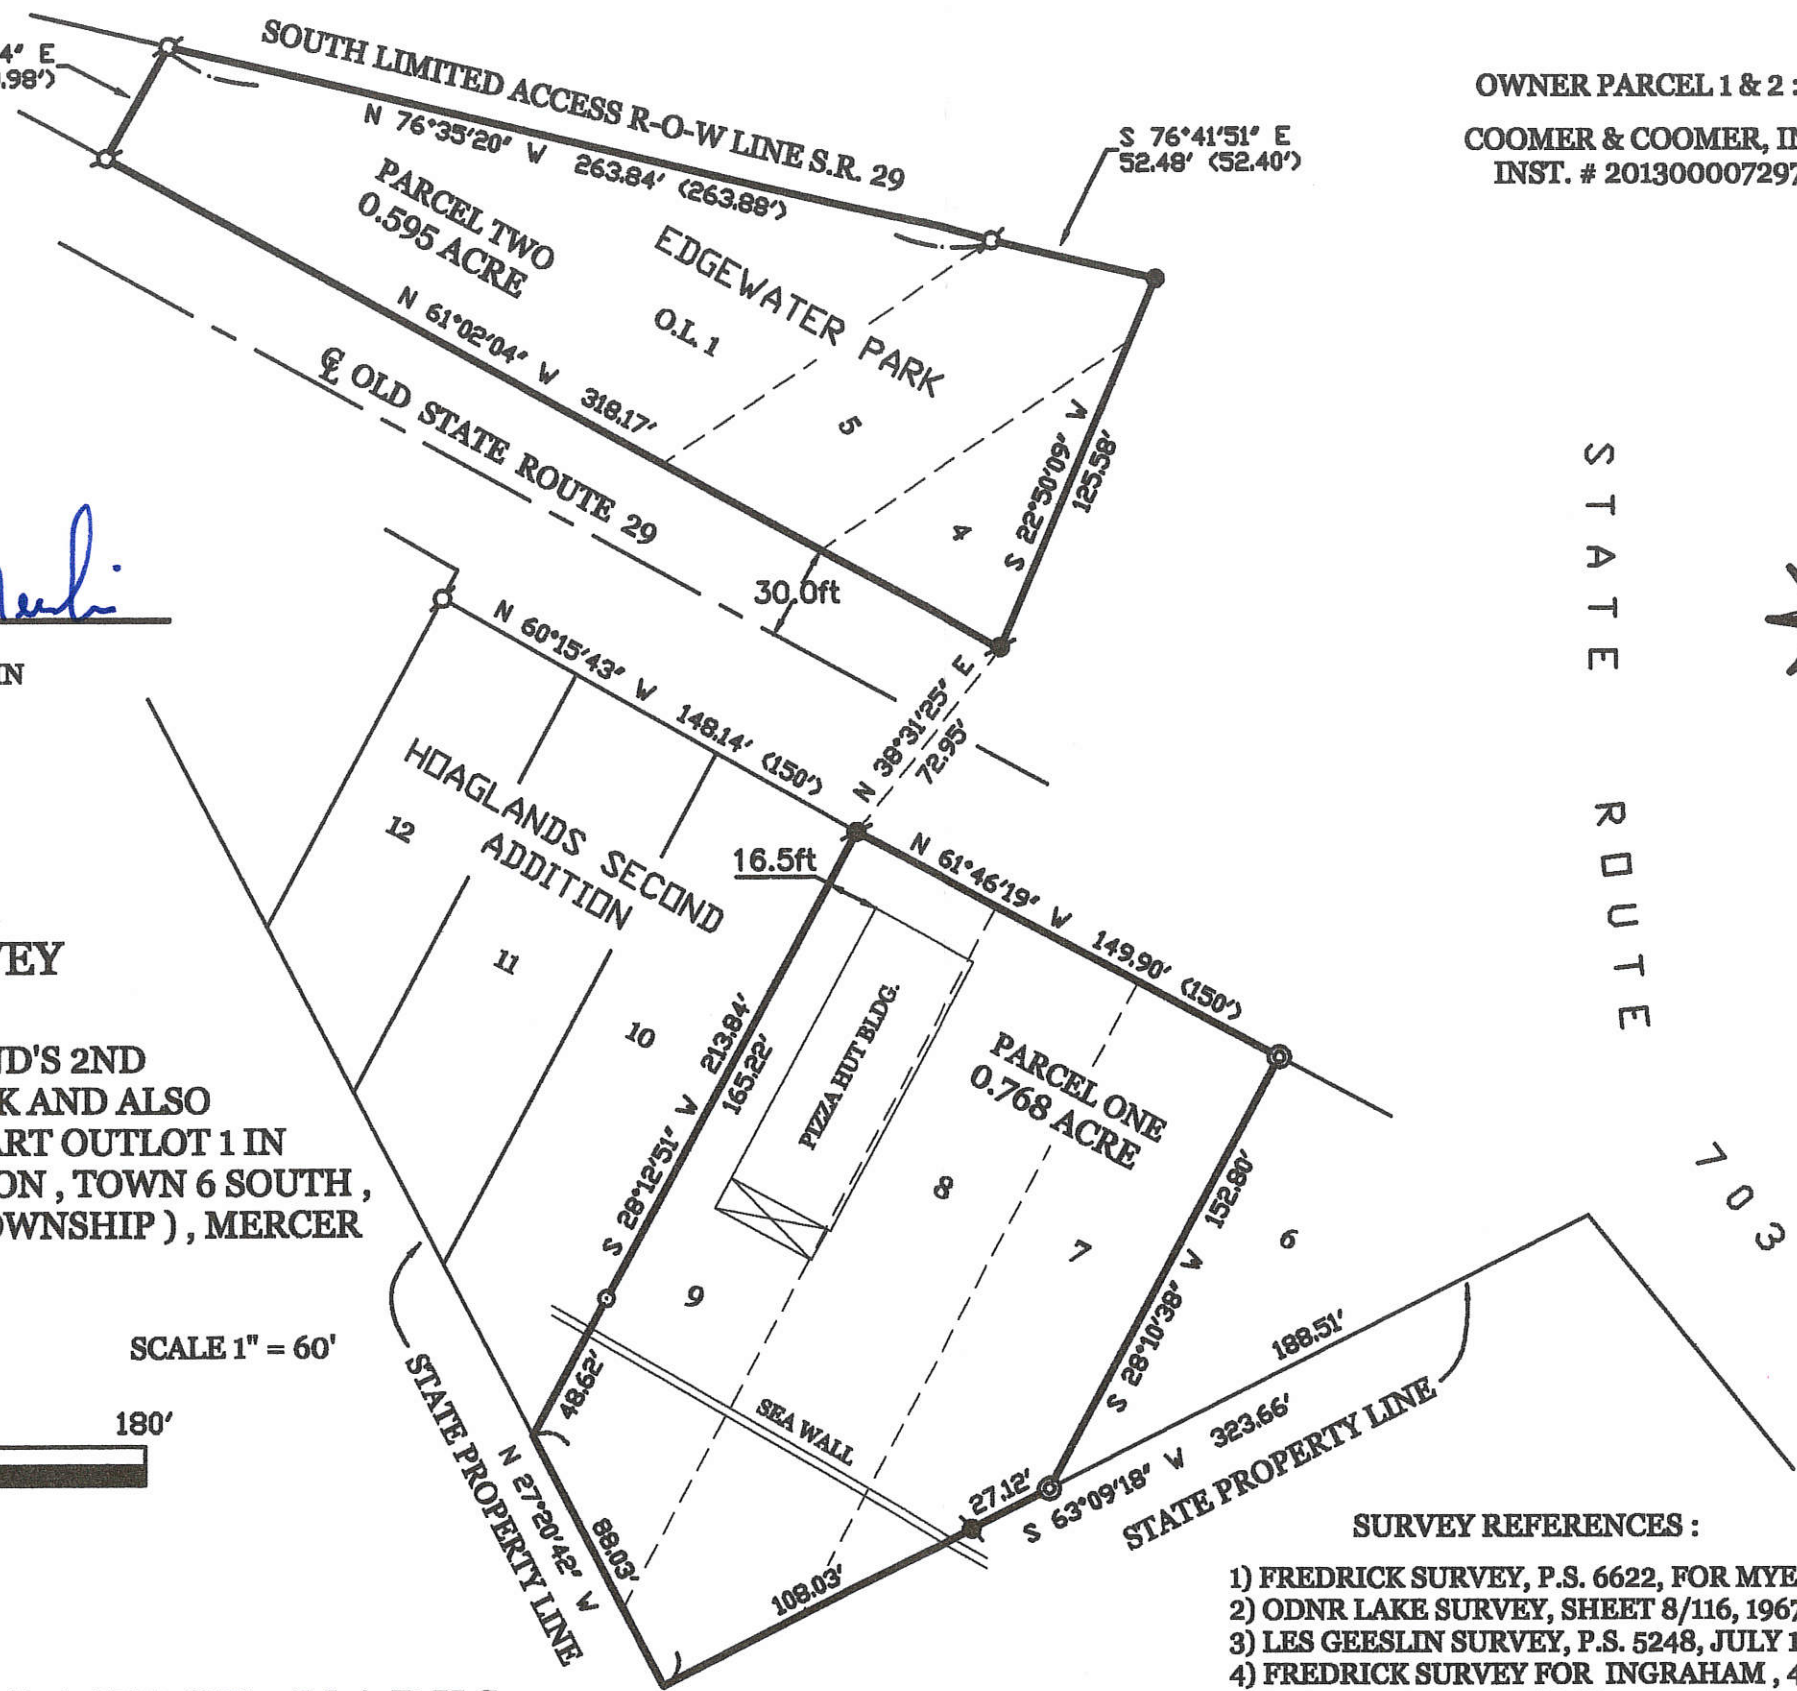 4" E
.98')
SOUTH LIMITED ACCESS R-O-W LINE S.R. 29
N 76°35'20" W 263.84' (263.88')
S 76°41'51" E
52.48' (52.40')
OWNER PARCEL 1 & 2 :
COOMER & COOMER, IN
INST. # 201300007297
PARCEL TWO
0.595 ACRE
EDGEWATER PARK
O.L. 1
5
4
N 61°02'04" W 318.17'
℄ OLD STATE ROUTE 29
S 22°50'09" W
125.58'
30.0ft
STATE ROUTE 703
IN
N 60°15'43" W 148.14' (150')
N 38°31'25" E
72.95'
HOAGLANDS SECOND
ADDITION
12
11
10
16.5ft
N 61°46'19" W 149.90' (150')
PIZZA HUT BLDG.
PARCEL ONE
0.768 ACRE
S 28°12'51" W 213.84'
165.22'
9
8
7
6
S 28°10'38" W 152.80'
VEY
ND'S 2ND
K AND ALSO
ART OUTLOT 1 IN
ON , TOWN 6 SOUTH ,
OWNSHIP ) , MERCER
SCALE 1" = 60'
180'
48.62'
SEA WALL
STATE PROPERTY LINE
N 27°20'42" W
88.03'
108.03'
27.12'
188.51'
S 63°09'18" W 323.66'
STATE PROPERTY LINE
SURVEY REFERENCES :
1) FREDRICK SURVEY, P.S. 6622, FOR MYE
2) ODNR LAKE SURVEY, SHEET 8/116, 1967
3) LES GEESLIN SURVEY, P.S. 5248, JULY 1
4) FREDRICK SURVEY FOR INGRAHAM , 4